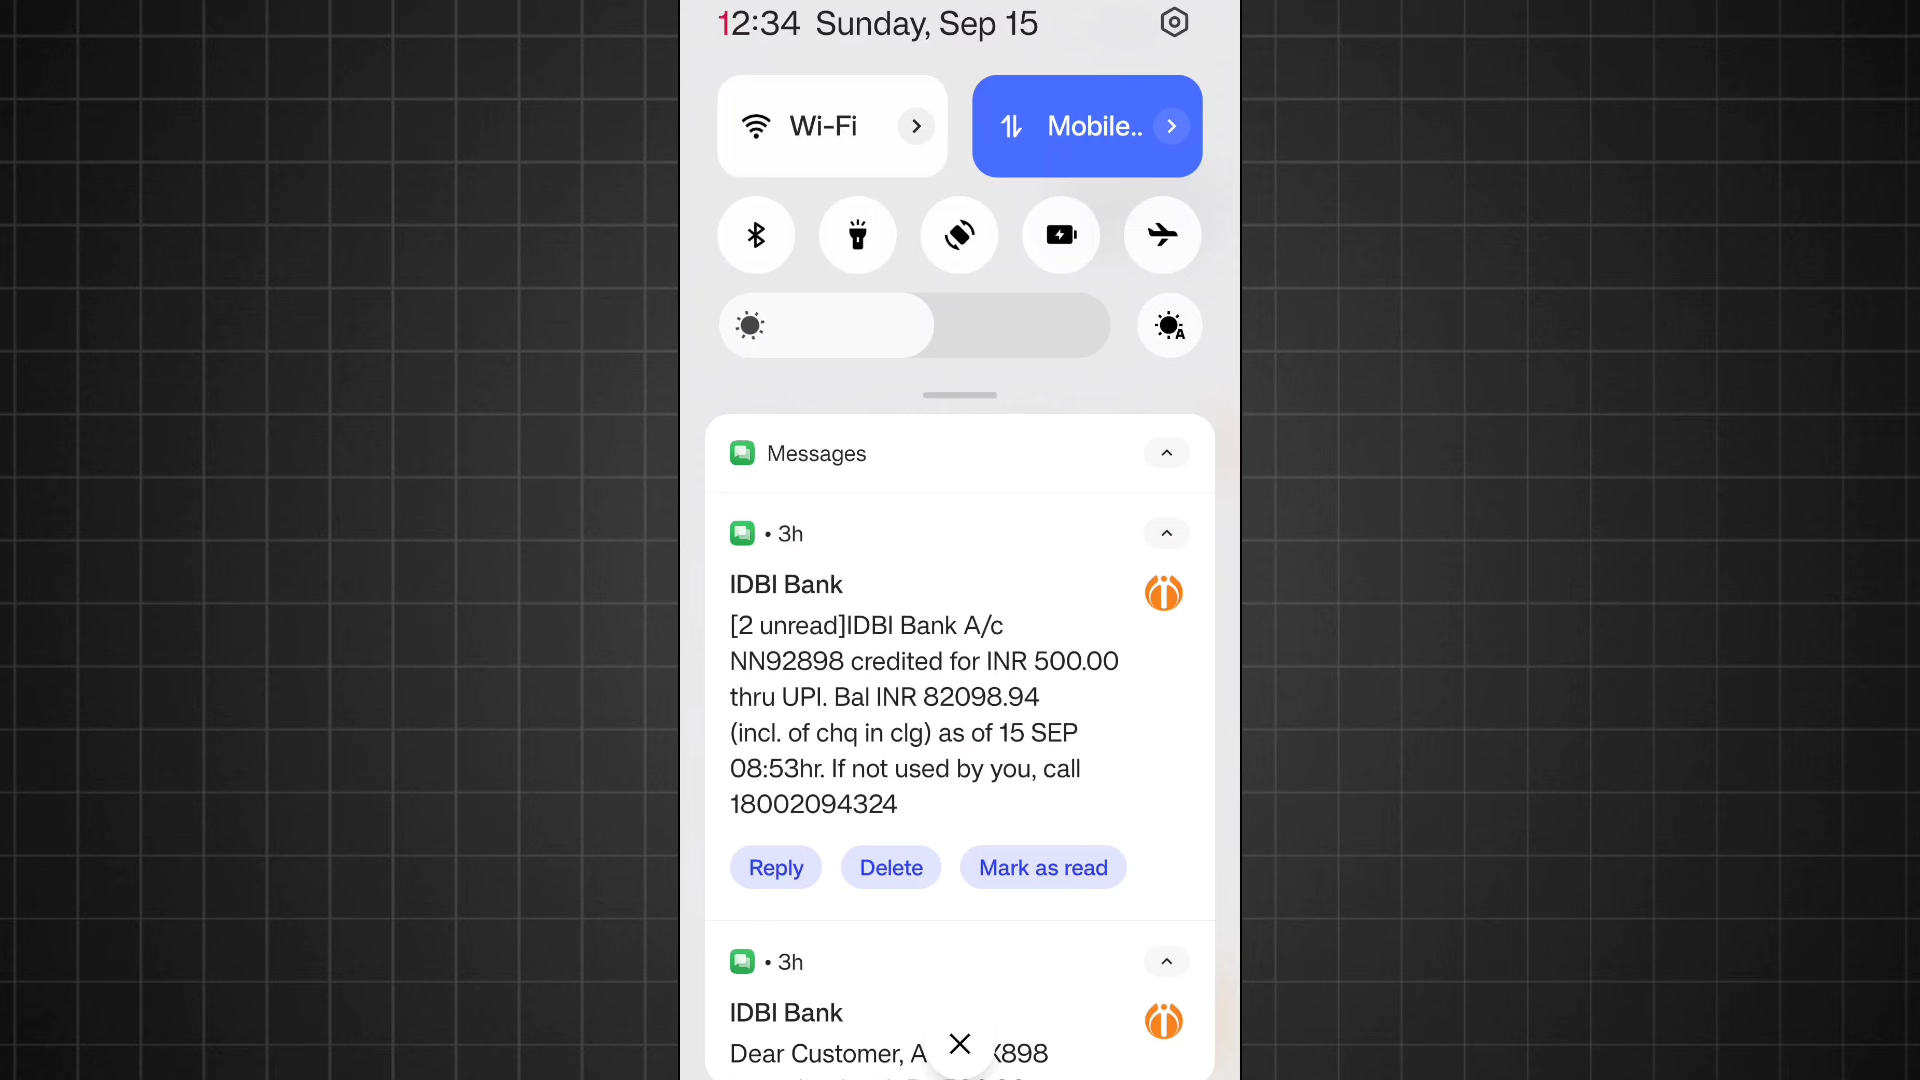 12:34 Sunday, Sep 15
Wi-Fi
Mobile..
A
Messages
• 3h
IDBI Bank
[2 unread]IDBI Bank A/c
NN92898 credited for INR 500.00
thru UPI. Bal INR 82098.94
(incl. of chq in clg) as of 15 SEP
08:53hr. If not used by you, call
18002094324
Reply
Delete
Mark as read
• 3h
IDBI Bank
Dear Customer, A X898